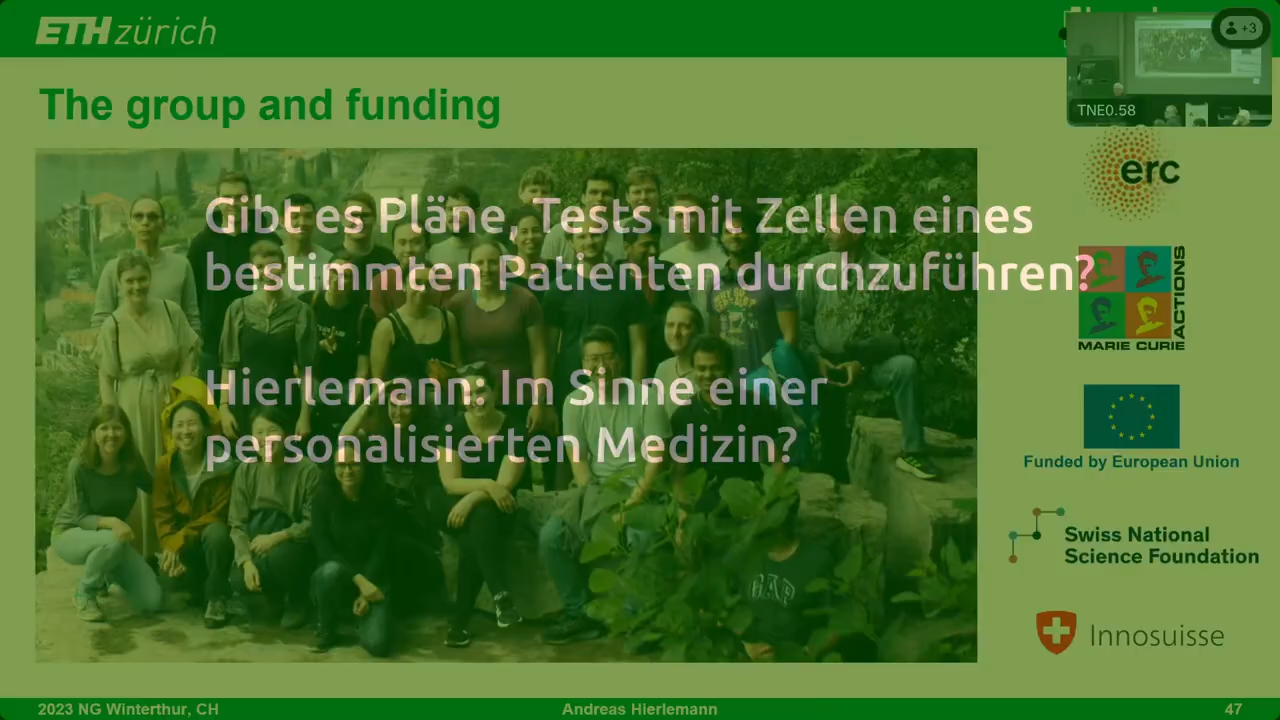 ETH zürich
+3
TNE0.58
The group and funding
erc
Gibt es Pläne, Tests mit Zellen eines
bestimmten Patienten durchzuführen?
MARIE CURIE
ACTIONS
Hierlemann: Im Sinne einer
personalisierten Medizin?
Funded by European Union
Swiss National
Science Foundation
GAP
Innosuisse
2023 NG Winterthur, CH
Andreas Hierlemann
47